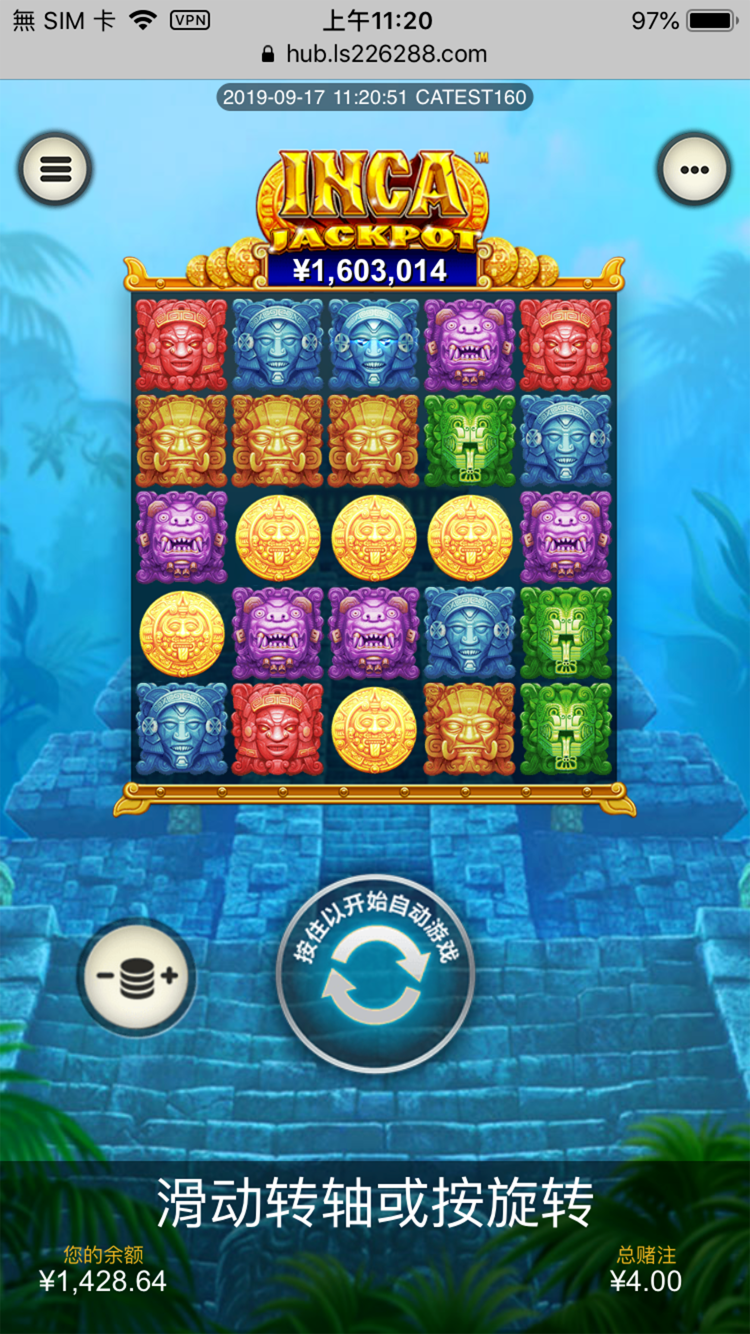 無 SIM 卡 VPN 上午11:20 97%
hub.ls226288.com
2019-09-17 11:20:51 CATEST160
INCA™
JACKPOT
¥1,603,014
按住以开始自动游戏
滑动转轴或按旋转
您的余额 总赌注
¥1,428.64 ¥4.00